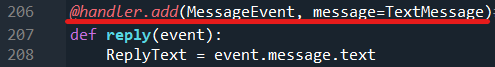 206 @handler.add(MessageEvent, message=TextMessage)
207 def reply(event):
208 ReplyText = event.message.text